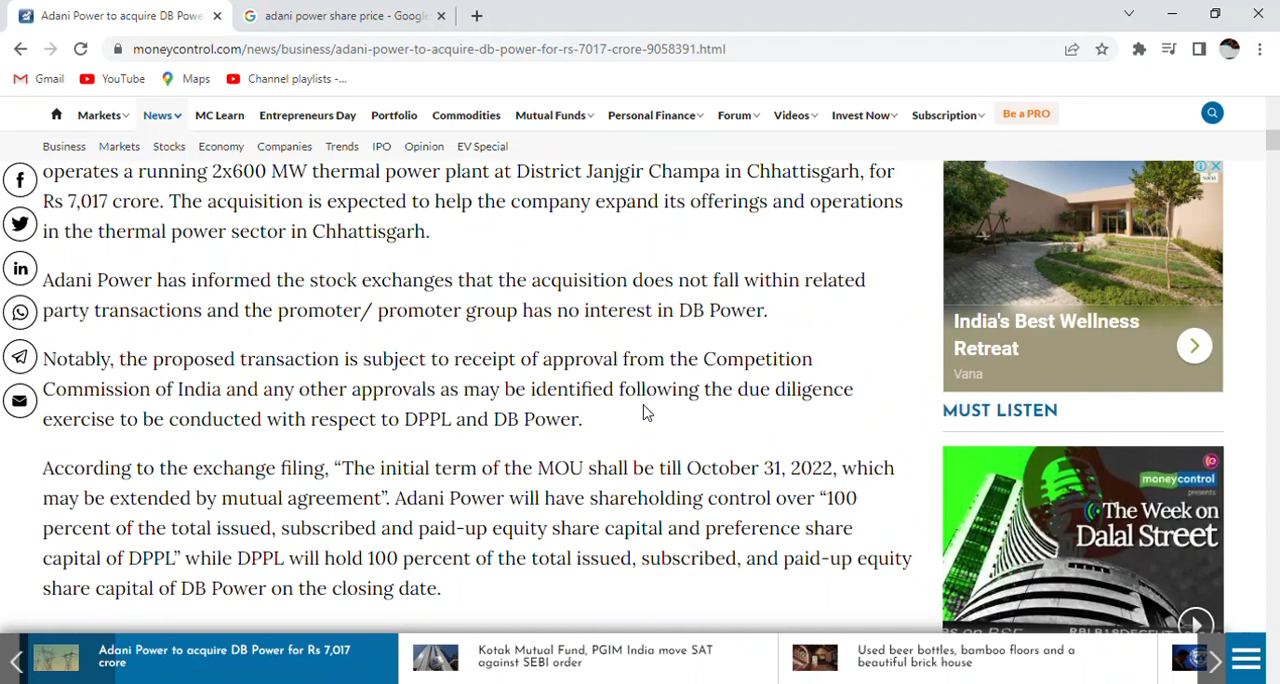 Adani Power to acquire DB Powe
adani power share price - Google
moneycontrol.com/news/business/adani-power-to-acquire-db-power-for-rs-7017-crore-9058391.html
Gmail YouTube Maps Channel playlists -...
Markets News MC Learn Entrepreneurs Day Portfolio Commodities Mutual Funds Personal Finance Forum Videos Invest Now Subscription Be a PRO
Business Markets Stocks Economy Companies Trends IPO Opinion EV Special
operates a running 2x600 MW thermal power plant at District Janjgir Champa in Chhattisgarh, for
Rs 7,017 crore. The acquisition is expected to help the company expand its offerings and operations
in the thermal power sector in Chhattisgarh.
Adani Power has informed the stock exchanges that the acquisition does not fall within related
party transactions and the promoter/ promoter group has no interest in DB Power.
Notably, the proposed transaction is subject to receipt of approval from the Competition
Commission of India and any other approvals as may be identified following the due diligence
exercise to be conducted with respect to DPPL and DB Power.
According to the exchange filing, “The initial term of the MOU shall be till October 31, 2022, which
may be extended by mutual agreement”. Adani Power will have shareholding control over “100
percent of the total issued, subscribed and paid-up equity share capital and preference share
capital of DPPL” while DPPL will hold 100 percent of the total issued, subscribed, and paid-up equity
share capital of DB Power on the closing date.
India's Best Wellness
Retreat
Vana
MUST LISTEN
moneycontrol
presents
The Week on
Dalal Street
Adani Power to acquire DB Power for Rs 7,017
crore
Kotak Mutual Fund, PGIM India move SAT
against SEBI order
Used beer bottles, bamboo floors and a
beautiful brick house